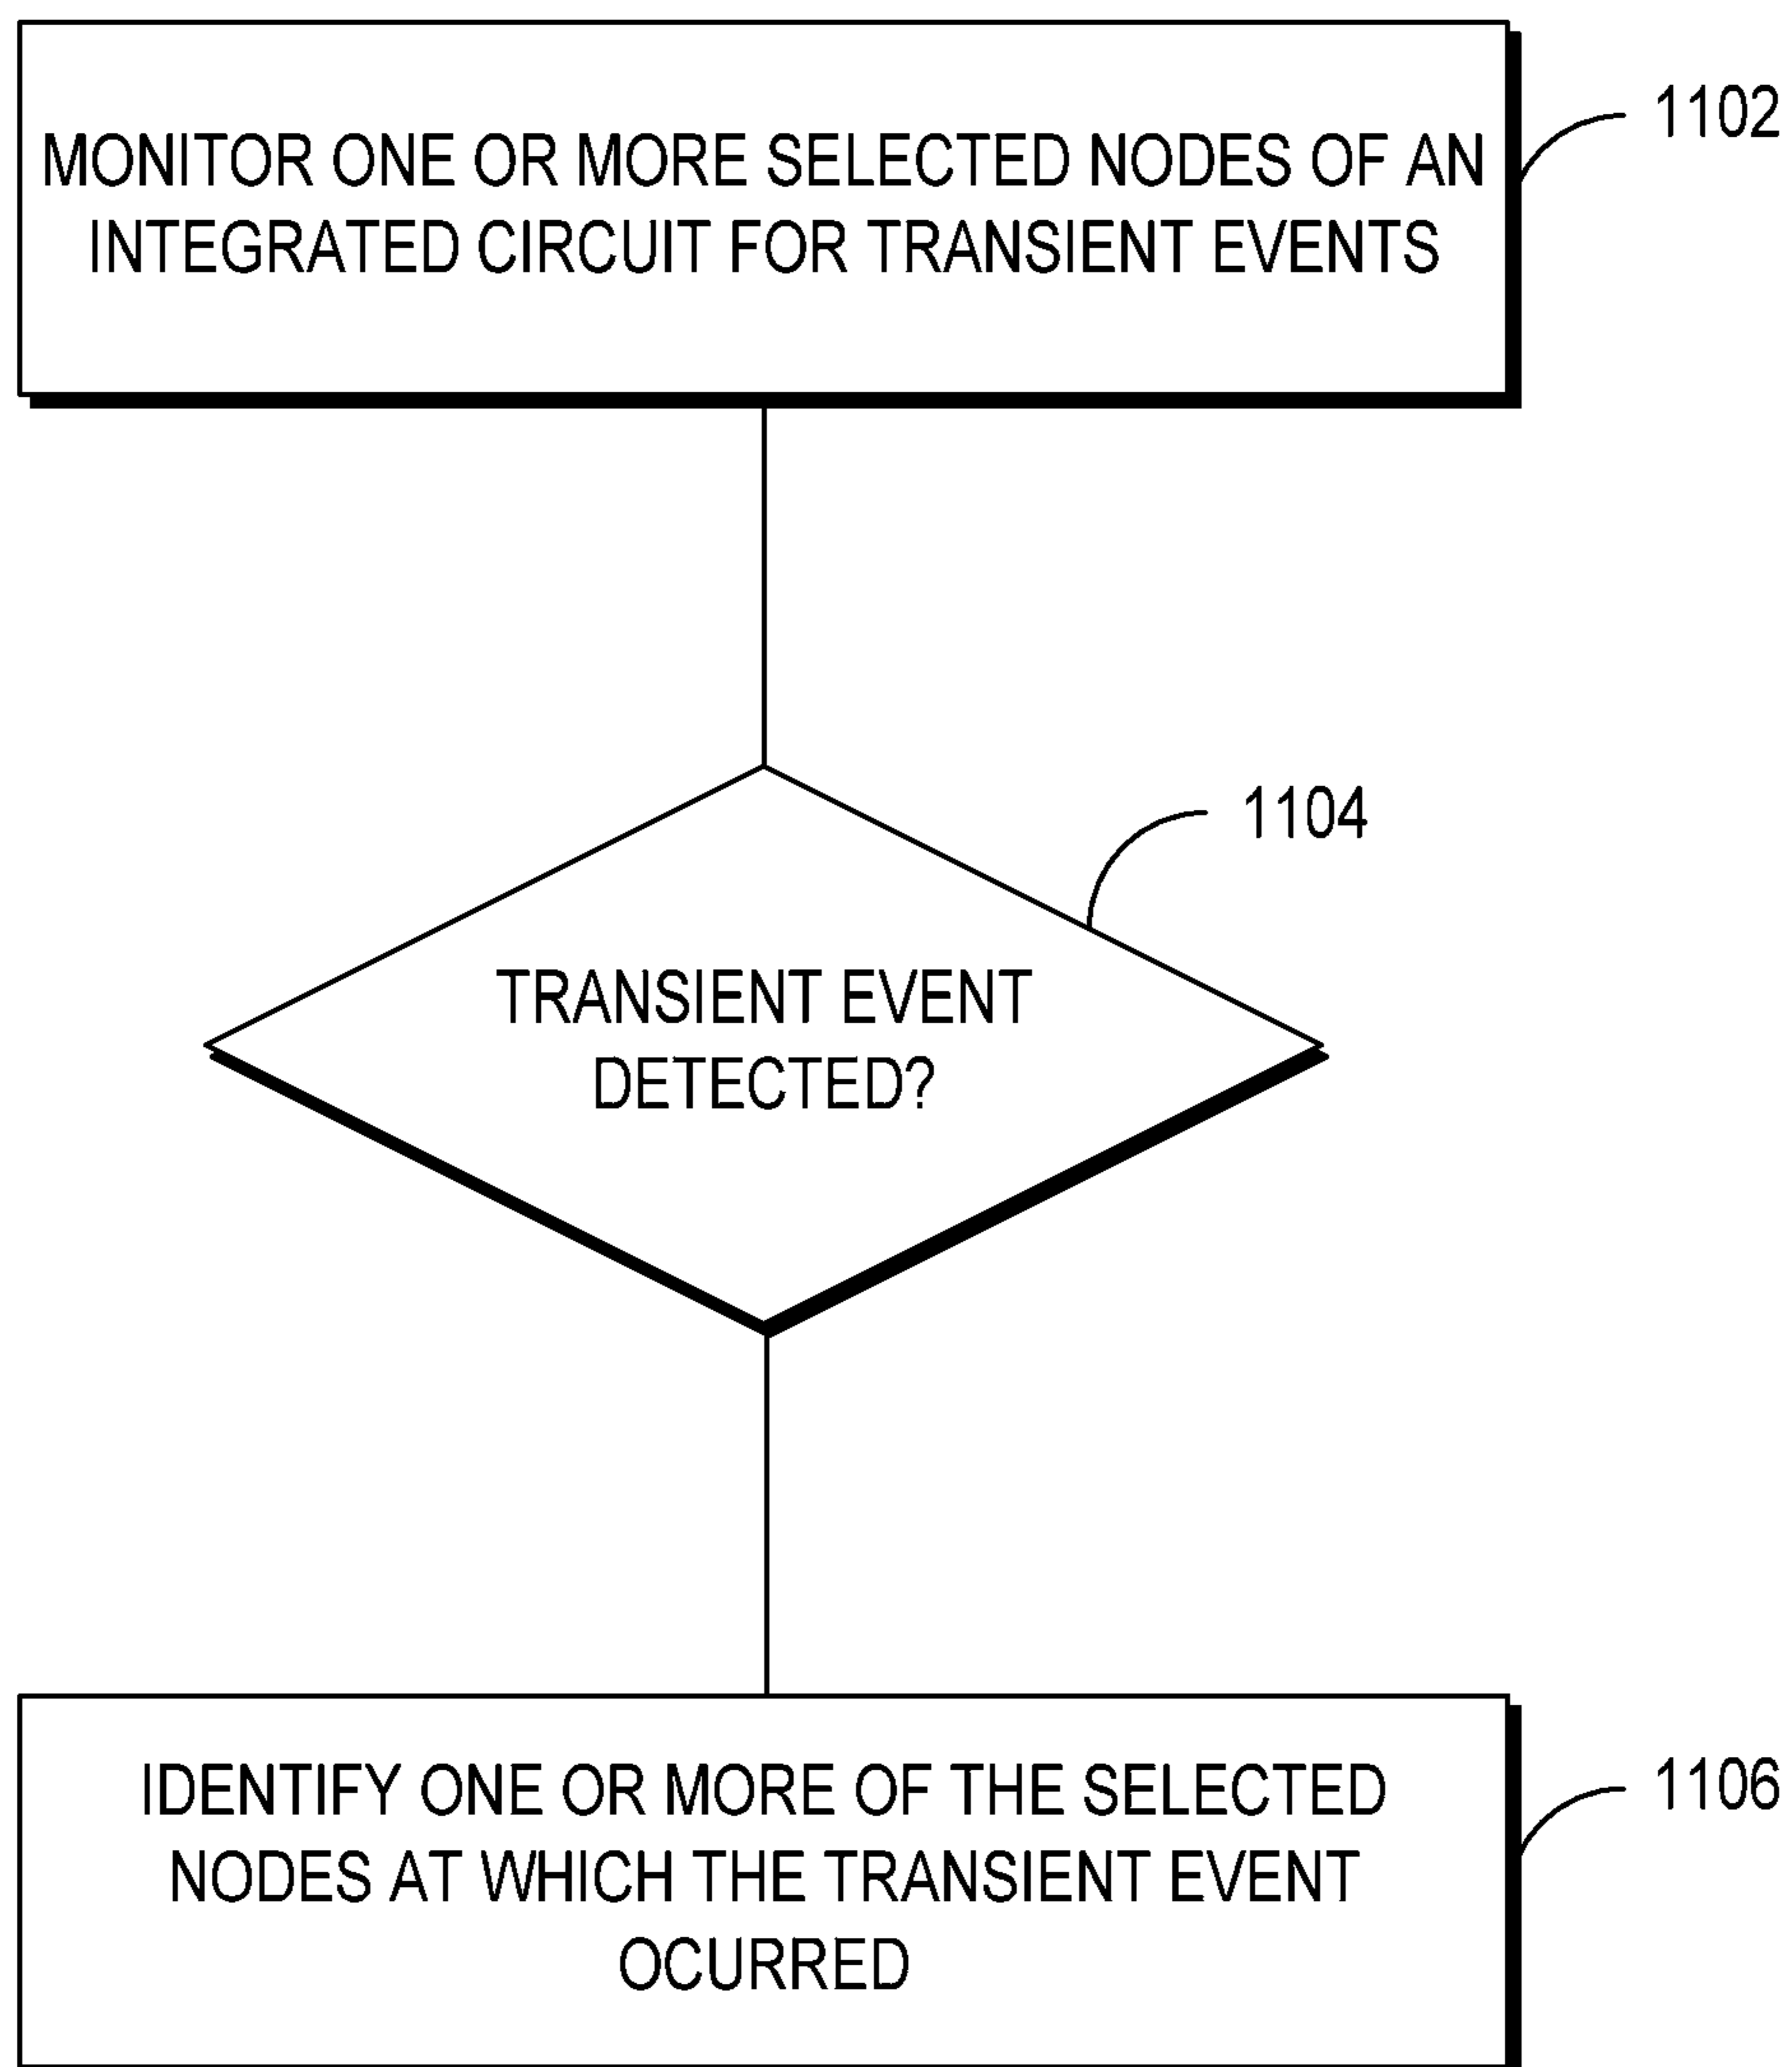 MONITOR ONE OR MORE SELECTED NODES OF AN
INTEGRATED CIRCUIT FOR TRANSIENT EVENTS
1102
TRANSIENT EVENT
DETECTED?
1104
IDENTIFY ONE OR MORE OF THE SELECTED
NODES AT WHICH THE TRANSIENT EVENT
OCURRED
1106